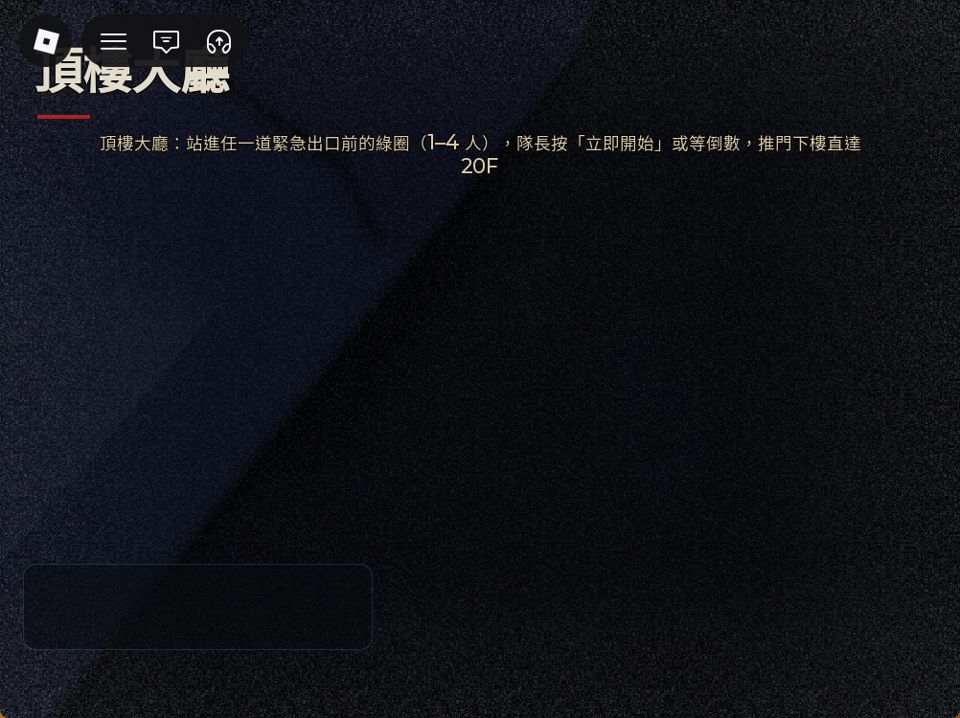 頂樓大廳
頂樓大廳：站進任一道緊急出口前的綠圈（1–4 人），隊長按「立即開始」或等倒數，推門下樓直達
20F